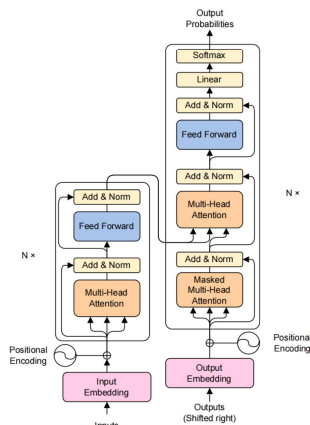 Output
Probabilities
Softmax
Linear
Add & Norm
Feed Forward
Add & Norm
Multi-Head
Attention
Add & Norm
Masked
Multi-Head
Attention
N ×
Positional
Encoding
Output
Embedding
Outputs
(Shifted right)
Add & Norm
Feed Forward
Add & Norm
Multi-Head
Attention
N ×
Positional
Encoding
Input
Embedding